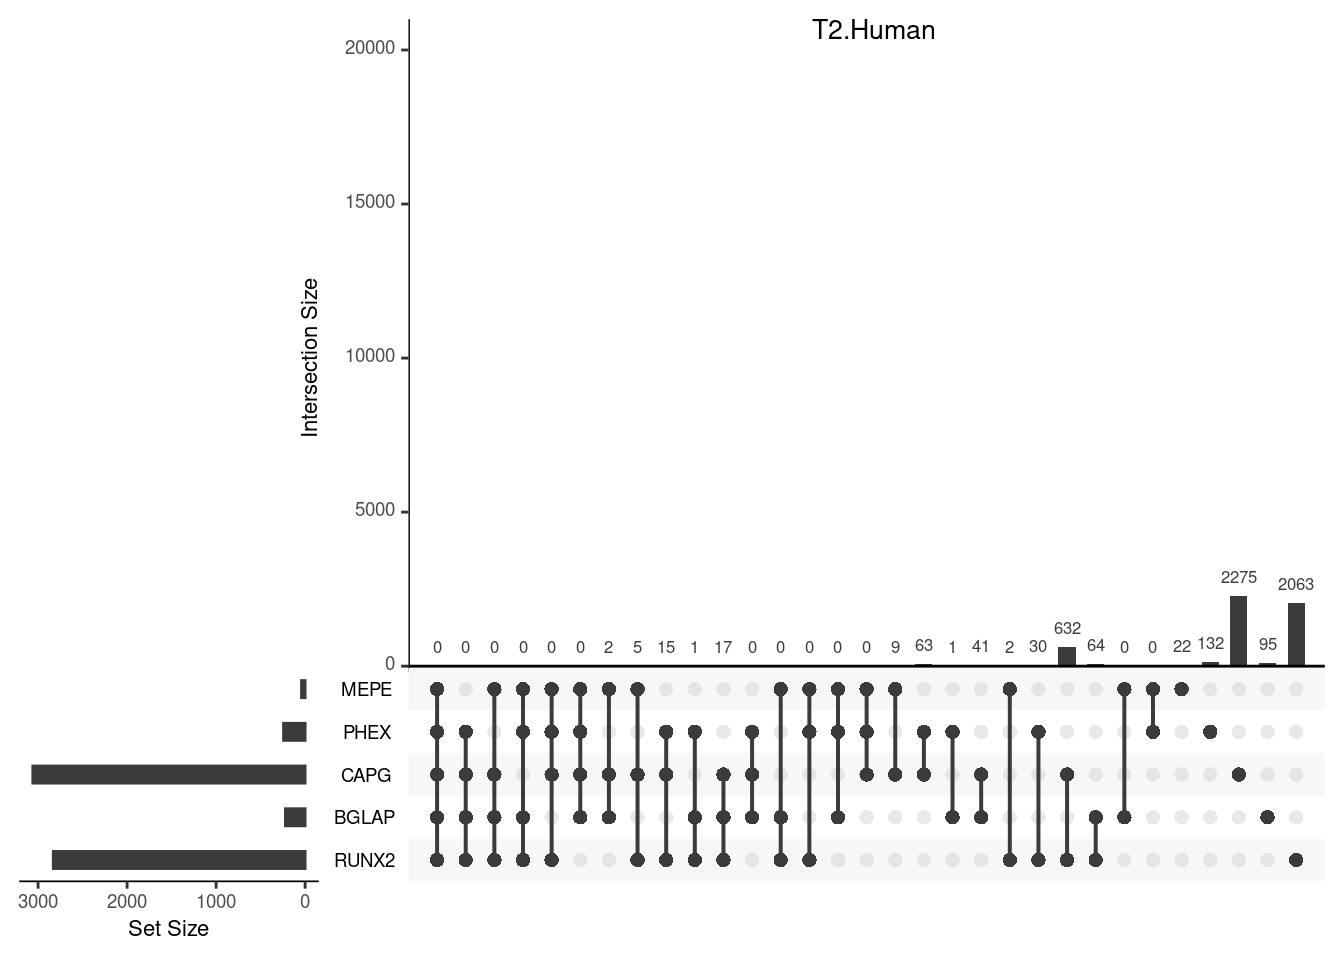 T2.Human
20000
15000
10000
5000
0
Intersection Size
0 0 0 0 0 0 2 5 15 1 17 0 0 0 0 0 9 63 1 41 2 30 632 64 0 0 22 132 2275 95 2063
MEPE
PHEX
CAPG
BGLAP
RUNX2
3000 2000 1000 0
Set Size